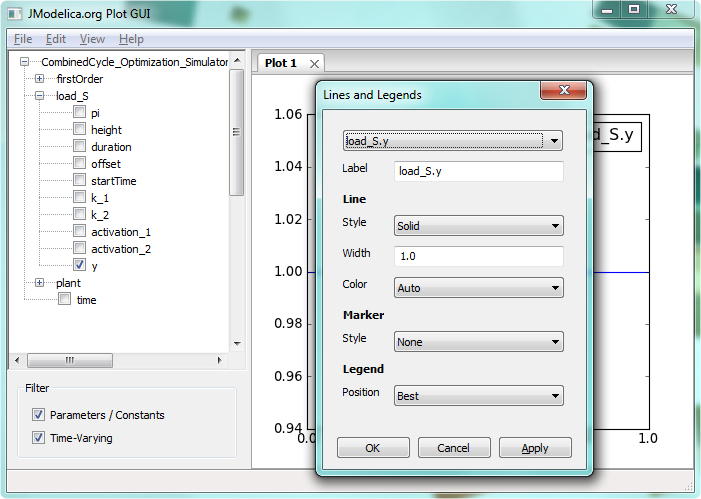 JModelica.org Plot GUI
File Edit View Help
CombinedCycle_Optimization_Simulator
firstOrder
load_S
pi
height
duration
offset
startTime
k_1
k_2
activation_1
activation_2
y
plant
time
Filter
Parameters / Constants
Time-Varying
Plot 1
1.06
1.04
1.02
1.00
0.98
0.96
0.94
0.0
1.0
d_S.y
Lines and Legends
load_S.y
Label load_S.y
Line
Style Solid
Width 1.0
Color Auto
Marker
Style None
Legend
Position Best
OK Cancel Apply